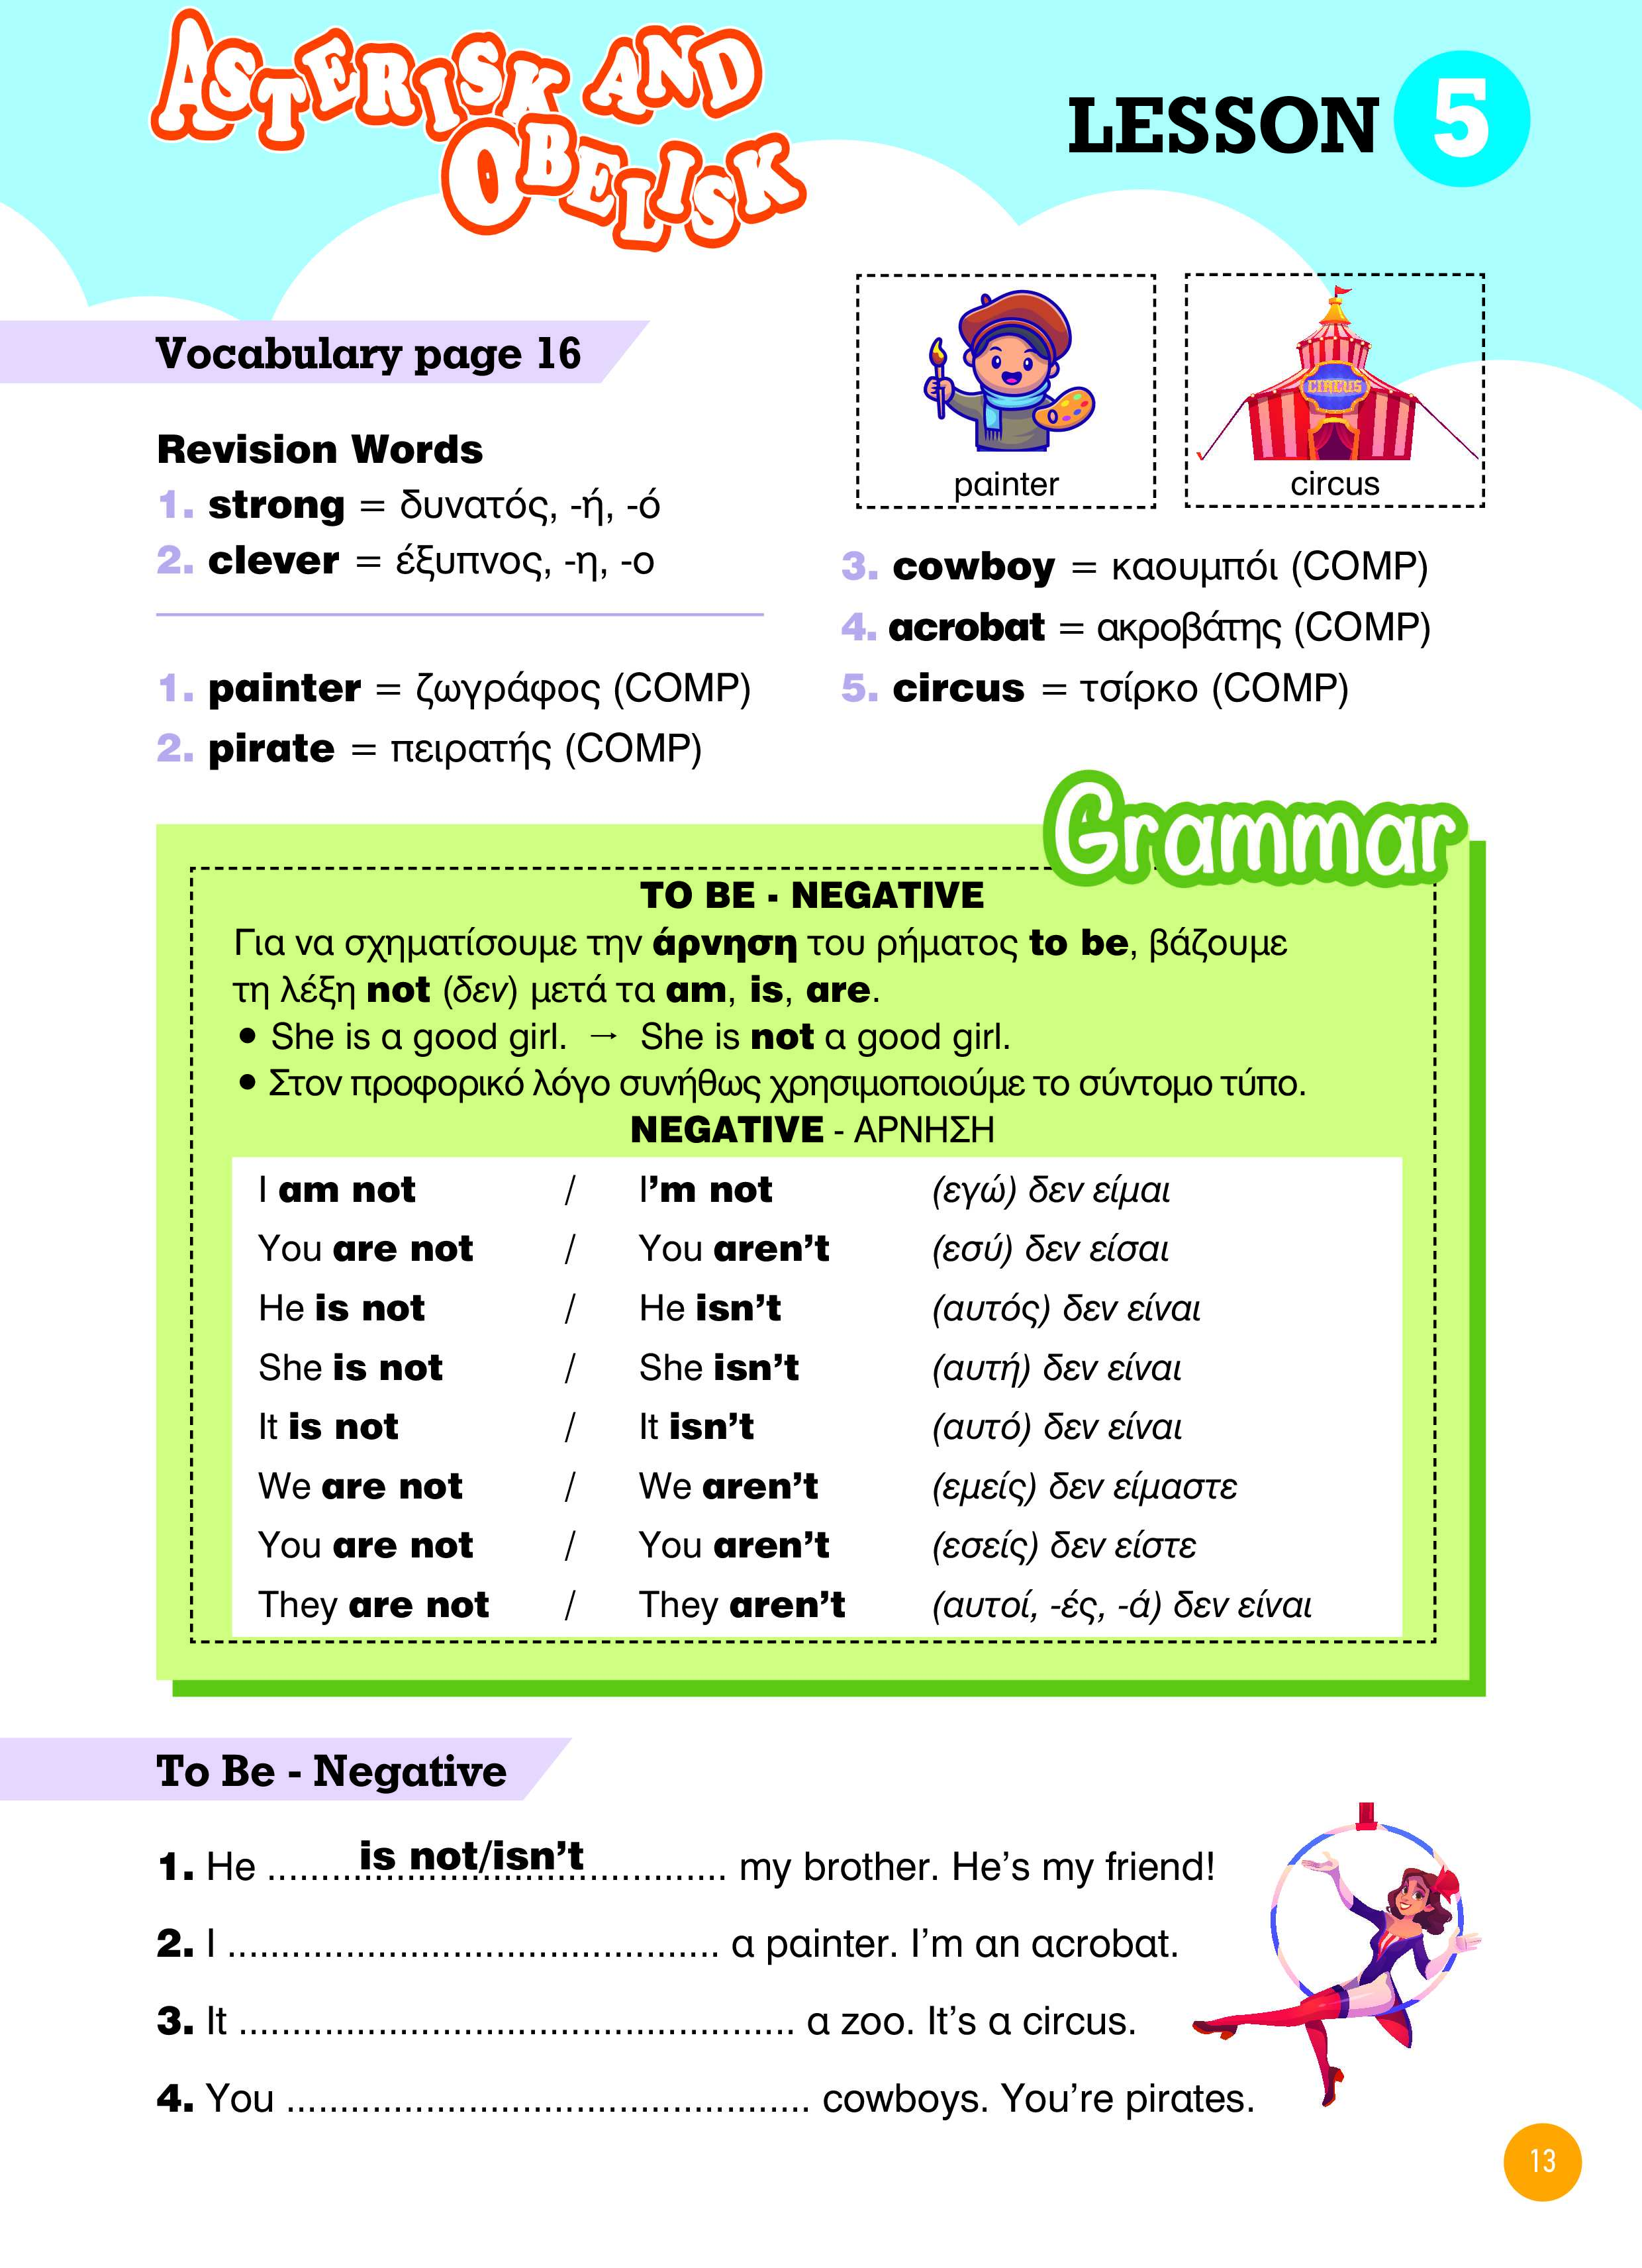 ASTERISK AND
OBELISK
LESSON 5
Vocabulary page 16
Revision Words
1. strong = δυνατός, -ή, -ό
2. clever = έξυπνος, -η, -ο
1. painter = ζωγράφος (COMP)
2. pirate = πειρατής (COMP)
CIRCUS
painter
circus
3. cowboy = καουμπόι (COMP)
4. acrobat = ακροβάτης (COMP)
5. circus = τσίρκο (COMP)
Grammar
TO BE - NEGATIVE
Για να σχηματίσουμε την άρνηση του ρήματος to be, βάζουμε
τη λέξη not (δεν) μετά τα am, is, are.
• She is a good girl. → She is not a good girl.
• Στον προφορικό λόγο συνήθως χρησιμοποιούμε το σύντομο τύπο.
NEGATIVE - ΑΡΝΗΣΗ
I am not / I’m not (εγώ) δεν είμαι
You are not / You aren’t (εσύ) δεν είσαι
He is not / He isn’t (αυτός) δεν είναι
She is not / She isn’t (αυτή) δεν είναι
It is not / It isn’t (αυτό) δεν είναι
We are not / We aren’t (εμείς) δεν είμαστε
You are not / You aren’t (εσείς) δεν είστε
They are not / They aren’t (αυτοί, -ές, -ά) δεν είναι
To Be - Negative
1. He ........is not/isn’t............. my brother. He’s my friend!
2. I .............................................. a painter. I’m an acrobat.
3. It .................................................... a zoo. It’s a circus.
4. You ................................................. cowboys. You’re pirates.
13